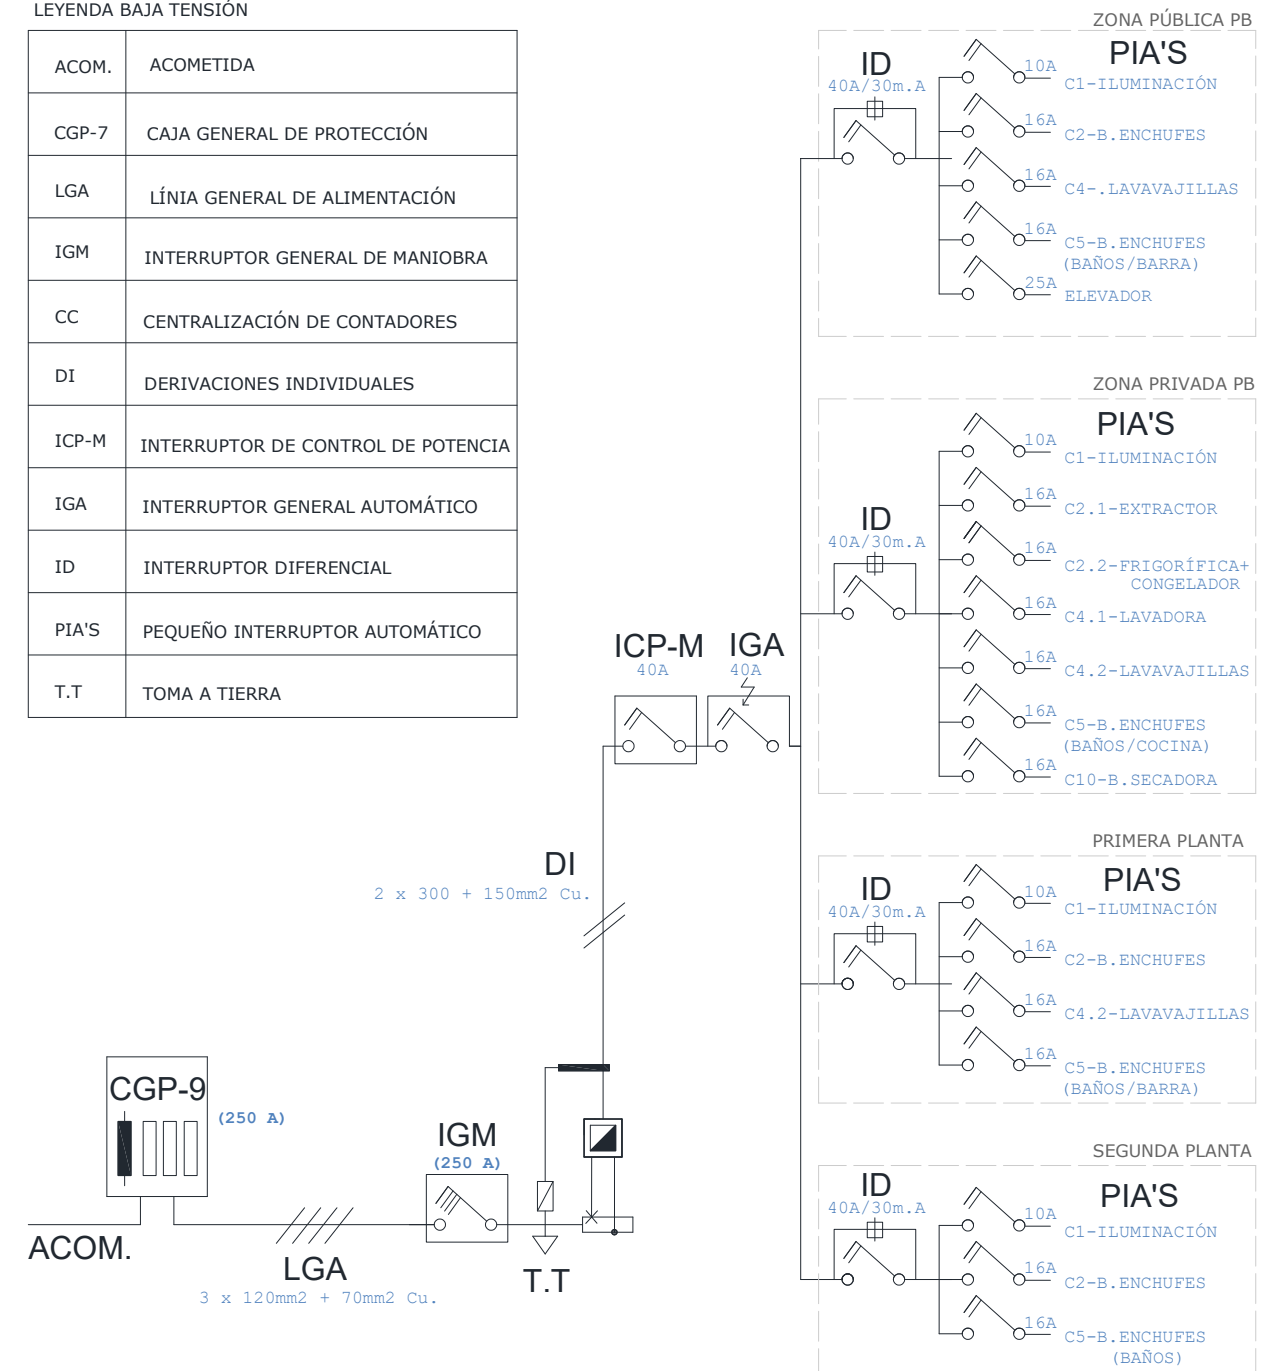 LEYENDA BAJA TENSIÓN
ACOM. ACOMETIDA
CGP-7 CAJA GENERAL DE PROTECCIÓN
LGA LÍNIA GENERAL DE ALIMENTACIÓN
IGM INTERRUPTOR GENERAL DE MANIOBRA
CC CENTRALIZACIÓN DE CONTADORES
DI DERIVACIONES INDIVIDUALES
ICP-M INTERRUPTOR DE CONTROL DE POTENCIA
IGA INTERRUPTOR GENERAL AUTOMÁTICO
ID INTERRUPTOR DIFERENCIAL
PIA'S PEQUEÑO INTERRUPTOR AUTOMÁTICO
T.T TOMA A TIERRA
CGP-9
(250 A)
ACOM.
LGA
3 x 120mm2 + 70mm2 Cu.
IGM
(250 A)
T.T
DI
2 x 300 + 150mm2 Cu.
ICP-M
40A
IGA
40A
ZONA PÚBLICA PB
ID
40A/30m.A
PIA'S
10A
C1-ILUMINACIÓN
16A
C2-B.ENCHUFES
16A
C4-.LAVAVAJILLAS
16A
C5-B.ENCHUFES
(BAÑOS/BARRA)
25A
ELEVADOR
ZONA PRIVADA PB
ID
40A/30m.A
PIA'S
10A
C1-ILUMINACIÓN
16A
C2.1-EXTRACTOR
16A
C2.2-FRIGORÍFICA+
CONGELADOR
16A
C4.1-LAVADORA
16A
C4.2-LAVAVAJILLAS
16A
C5-B.ENCHUFES
(BAÑOS/COCINA)
16A
C10-B.SECADORA
PRIMERA PLANTA
ID
40A/30m.A
PIA'S
10A
C1-ILUMINACIÓN
16A
C2-B.ENCHUFES
16A
C4.2-LAVAVAJILLAS
16A
C5-B.ENCHUFES
(BAÑOS/BARRA)
SEGUNDA PLANTA
ID
40A/30m.A
PIA'S
10A
C1-ILUMINACIÓN
16A
C2-B.ENCHUFES
16A
C5-B.ENCHUFES
(BAÑOS)